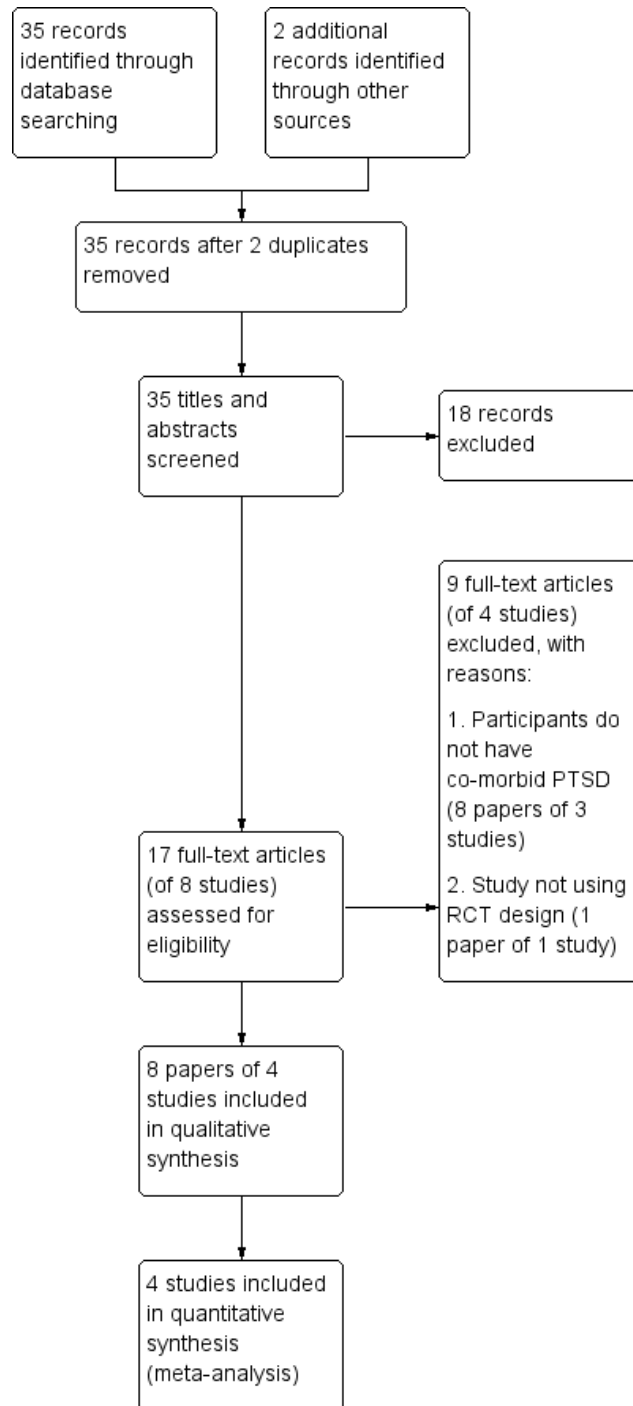 35 records
identified through
database
searching
2 additional
records identified
through other
sources
35 records after 2 duplicates
removed
35 titles and
abstracts
screened
18 records
excluded
9 full-text articles
(of 4 studies)
excluded, with
reasons:
1. Participants do
not have
co-morbid PTSD
(8 papers of 3
studies)
2. Study not using
RCT design (1
paper of 1 study)
17 full-text articles
(of 8 studies)
assessed for
eligibility
8 papers of 4
studies included
in qualitative
synthesis
4 studies included
in quantitative
synthesis
(meta-analysis)